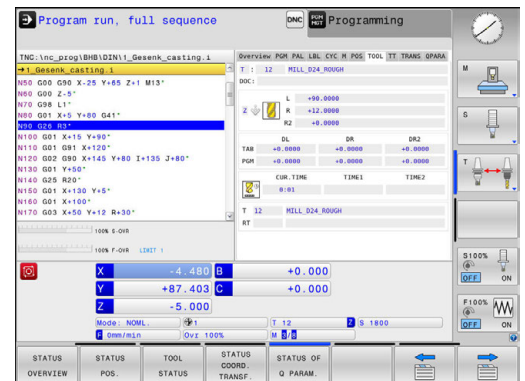 Program run, full sequence
DNC PGM MGT Programming
TNC:\nc_prog\BHB\DIN\1_Gesenk_casting.i
→1_Gesenk_casting.i
N50 G00 G90 X-25 Y+65 Z+1 M13*
N60 G00 Z-5*
N70 G98 L1*
N80 G01 X+5 Y+80 G41*
N90 G26 R3*
N100 G01 X+15 Y+90*
N110 G01 G91 X+120*
N120 G02 G90 X+145 Y+80 I+135 J+80*
N130 G01 Y+50*
N140 G25 R20*
N150 G01 X+130 Y+5*
N160 G01 X+100*
N170 G03 X+50 Y+12 R+30*
100% S-OVR
100% F-OVR LIMIT 1
Overview PGM PAL LBL CYC M POS TOOL TT TRANS QPARA
T : 12 MILL_D24_ROUGH
DOC:
L +90.0000
Z R +12.0000
R2 +0.0000
DL DR DR2
TAB +0.0000 +0.0000 +0.0000
PGM +0.0000 +0.0000 +0.0000
CUR.TIME TIME1 TIME2
0:01
T 12 MILL_D24_ROUGH
RT
X -4.480 B +0.000
Y +87.403 C +0.000
Z -5.000
Mode: NOML. 1 T 12 Z S 1800
F 0mm/min Ovr 100% M 5/8
M
S
T
S100%
OFF ON
F100%
OFF ON
STATUS OVERVIEW
STATUS POS.
TOOL STATUS
STATUS COORD. TRANSF.
STATUS OF Q PARAM.